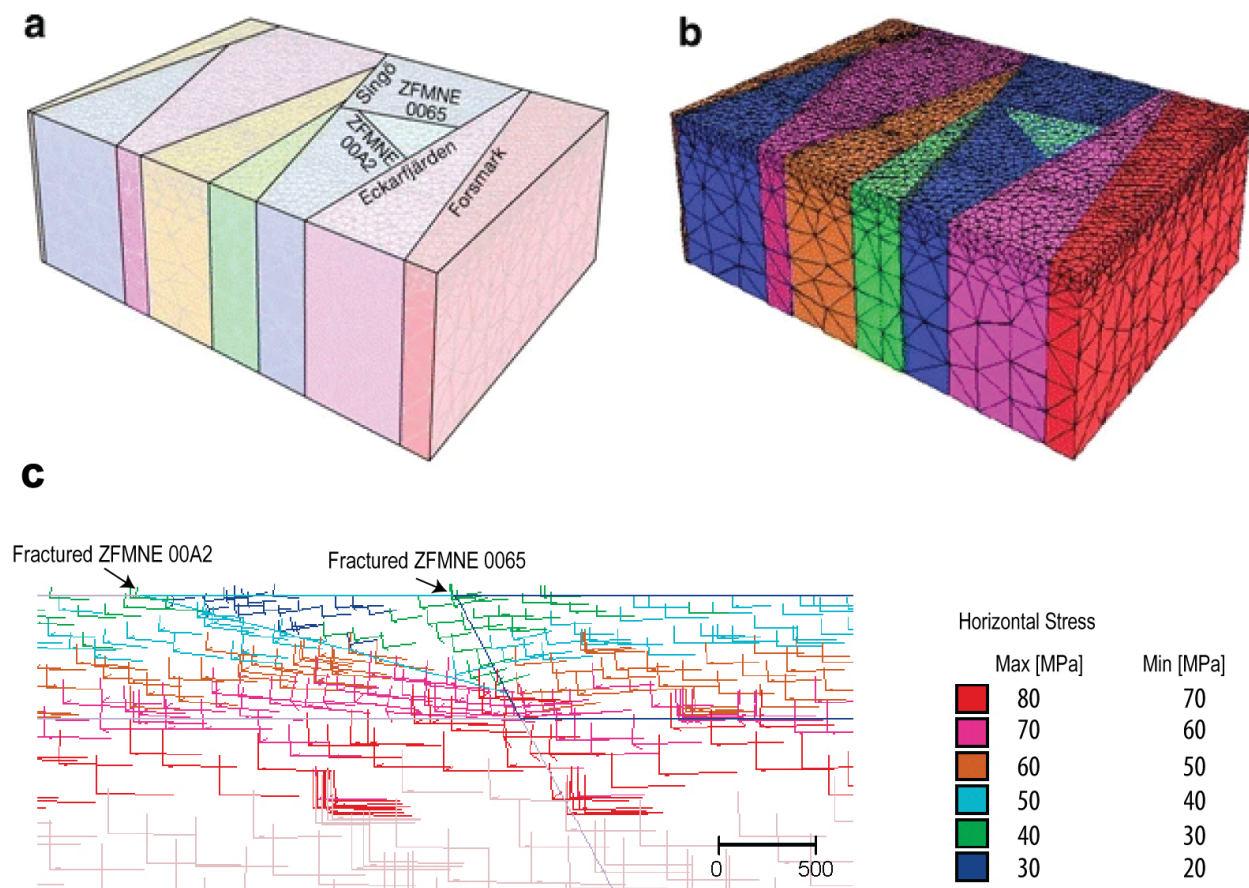 a
b
Singö
ZFMNE
0065
ZFMNE
00A2
Eckarfjärden
Forsmark
c
Fractured ZFMNE 00A2
Fractured ZFMNE 0065
Horizontal Stress
Max [MPa] Min [MPa]
80 70
70 60
60 50
50 40
40 30
30 20
0 500